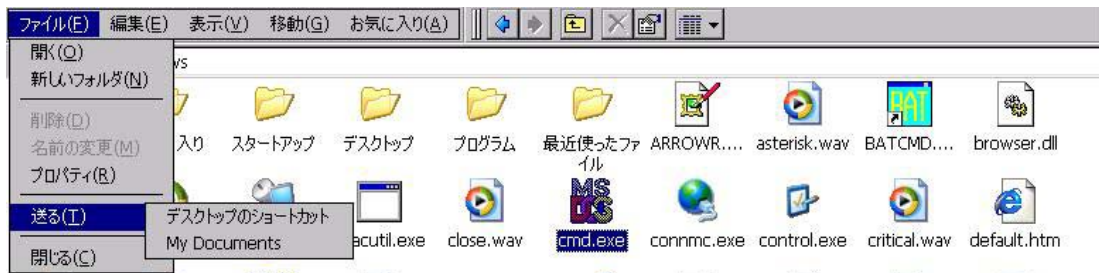 ファイル(F) 編集(E) 表示(V) 移動(G) お気に入り(A)
開く(O)
新しいフォルダ(N)
削除(D)
名前の変更(M)
プロパティ(R)
送る(T)
閉じる(C)
デスクトップのショートカット
My Documents
ws
入り スタートアップ デスクトップ プログラム 最近使ったファイル ARROWR.... asterisk.wav BATCMD.... browser.dll
BAT
MS DOS
acutil.exe close.wav cmd.exe connmc.exe control.exe critical.wav default.htm